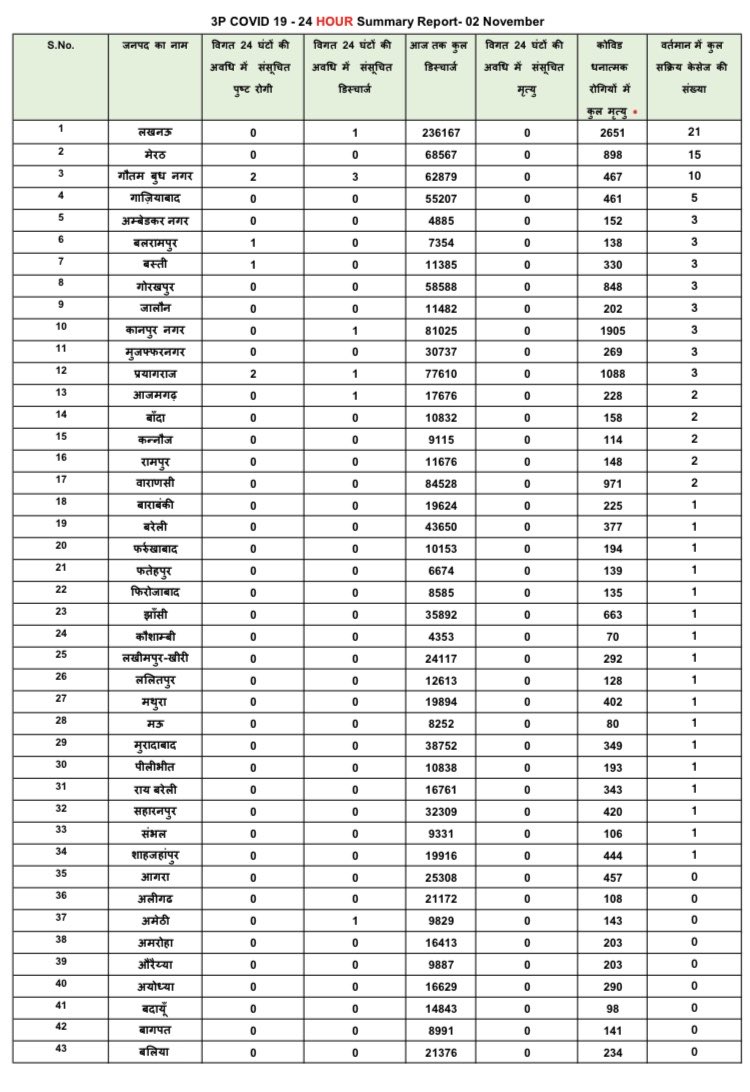 3P COVID 19 - 24 HOUR Summary Report- 02 November
S.No. जनपद का नाम विगत 24 घंटों की अवधि में संसूचित पुष्ट रोगी विगत 24 घंटों की अवधि में संसूचित डिस्चार्ज आज तक कुल डिस्चार्ज विगत 24 घंटों की अवधि में संसूचित मृत्यु कोविड धनात्मक रोगियों में कुल मृत्यु * वर्तमान में कुल सक्रिय केसेज की संख्या
1 लखनऊ 0 1 236167 0 2651 21
2 मेरठ 0 0 68567 0 898 15
3 गौतम बुध नगर 2 3 62879 0 467 10
4 गाज़ियाबाद 0 0 55207 0 461 5
5 अम्बेडकर नगर 0 0 4885 0 152 3
6 बलरामपुर 1 0 7354 0 138 3
7 बस्ती 1 0 11385 0 330 3
8 गोरखपुर 0 0 58588 0 848 3
9 जालौन 0 0 11482 0 202 3
10 कानपुर नगर 0 1 81025 0 1905 3
11 मुजफ्फरनगर 0 0 30737 0 269 3
12 प्रयागराज 2 1 77610 0 1088 3
13 आजमगढ़ 0 1 17676 0 228 2
14 बाँदा 0 0 10832 0 158 2
15 कन्नौज 0 0 9115 0 114 2
16 रामपुर 0 0 11676 0 148 2
17 वाराणसी 0 0 84528 0 971 2
18 बाराबंकी 0 0 19624 0 225 1
19 बरेली 0 0 43650 0 377 1
20 फर्रुखाबाद 0 0 10153 0 194 1
21 फतेहपुर 0 0 6674 0 139 1
22 फिरोजाबाद 0 0 8585 0 135 1
23 झाँसी 0 0 35892 0 663 1
24 कौशाम्बी 0 0 4353 0 70 1
25 लखीमपुर-खीरी 0 0 24117 0 292 1
26 ललितपुर 0 0 12613 0 128 1
27 मथुरा 0 0 19894 0 402 1
28 मऊ 0 0 8252 0 80 1
29 मुरादाबाद 0 0 38752 0 349 1
30 पीलीभीत 0 0 10838 0 193 1
31 राय बरेली 0 0 16761 0 343 1
32 सहारनपुर 0 0 32309 0 420 1
33 संभल 0 0 9331 0 106 1
34 शाहजहांपुर 0 0 19916 0 444 1
35 आगरा 0 0 25308 0 457 0
36 अलीगढ 0 0 21172 0 108 0
37 अमेठी 0 1 9829 0 143 0
38 अमरोहा 0 0 16413 0 203 0
39 औरैय्या 0 0 9887 0 203 0
40 अयोध्या 0 0 16629 0 290 0
41 बदायूँ 0 0 14843 0 98 0
42 बागपत 0 0 8991 0 141 0
43 बलिया 0 0 21376 0 234 0